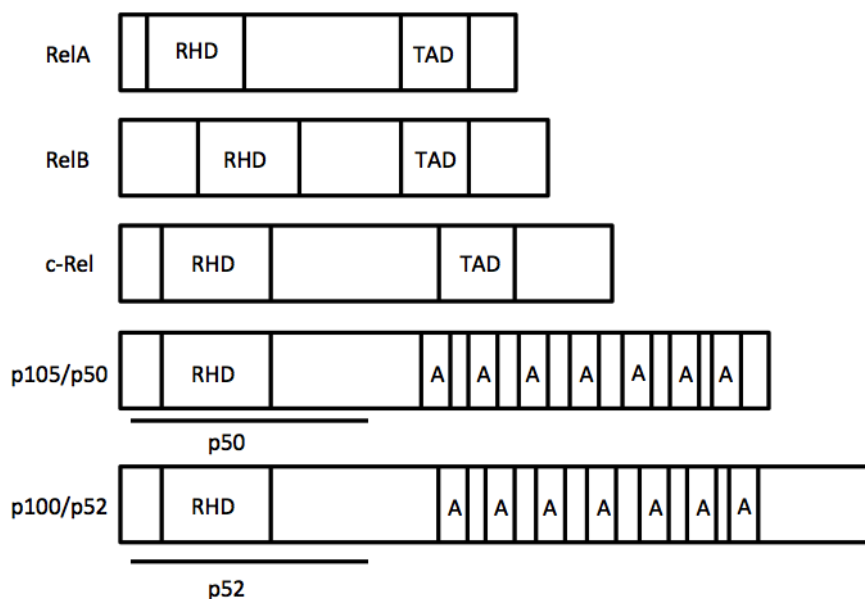 RelA RHD TAD
RelB RHD TAD
c-Rel RHD TAD
p105/p50 RHD A A A A A A A
p50
p100/p52 RHD A A A A A A A
p52